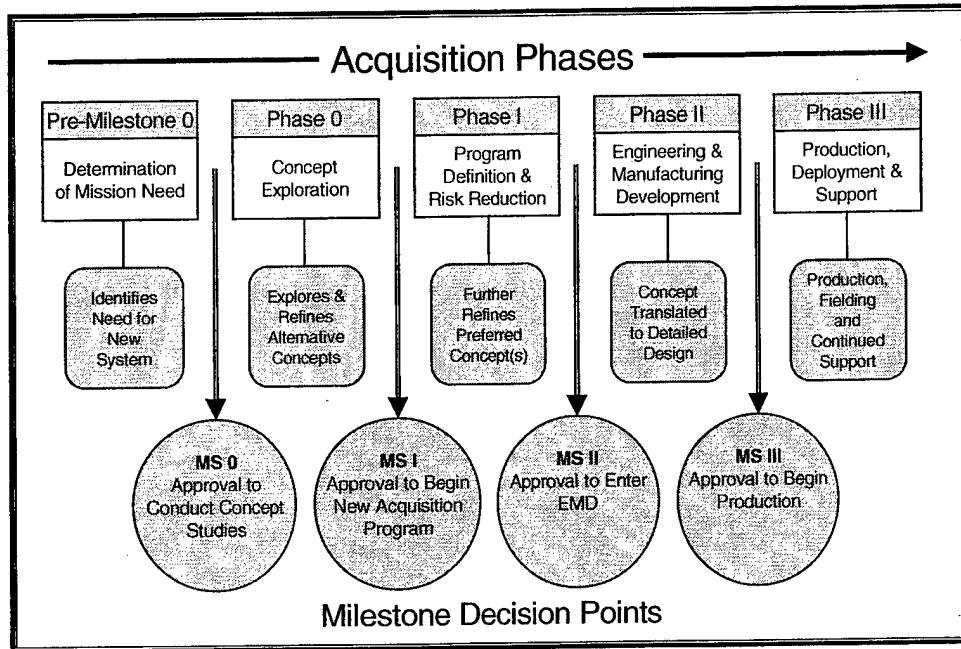 Acquisition Phases
Pre-Milestone 0
Determination
of Mission Need
Identifies
Need for
New
System
Phase 0
Concept
Exploration
Explores &
Refines
Alternative
Concepts
Phase I
Program
Definition &
Risk Reduction
Further
Refines
Preferred
Concept(s)
Phase II
Engineering &
Manufacturing
Development
Concept
Translated
to Detailed
Design
Phase III
Production,
Deployment &
Support
Production,
Fielding
and
Continued
Support
MS 0
Approval to
Conduct Concept
Studies
MS I
Approval to Begin
New Acquisition
Program
MS II
Approval to Enter
EMD
MS III
Approval to Begin
Production
Milestone Decision Points